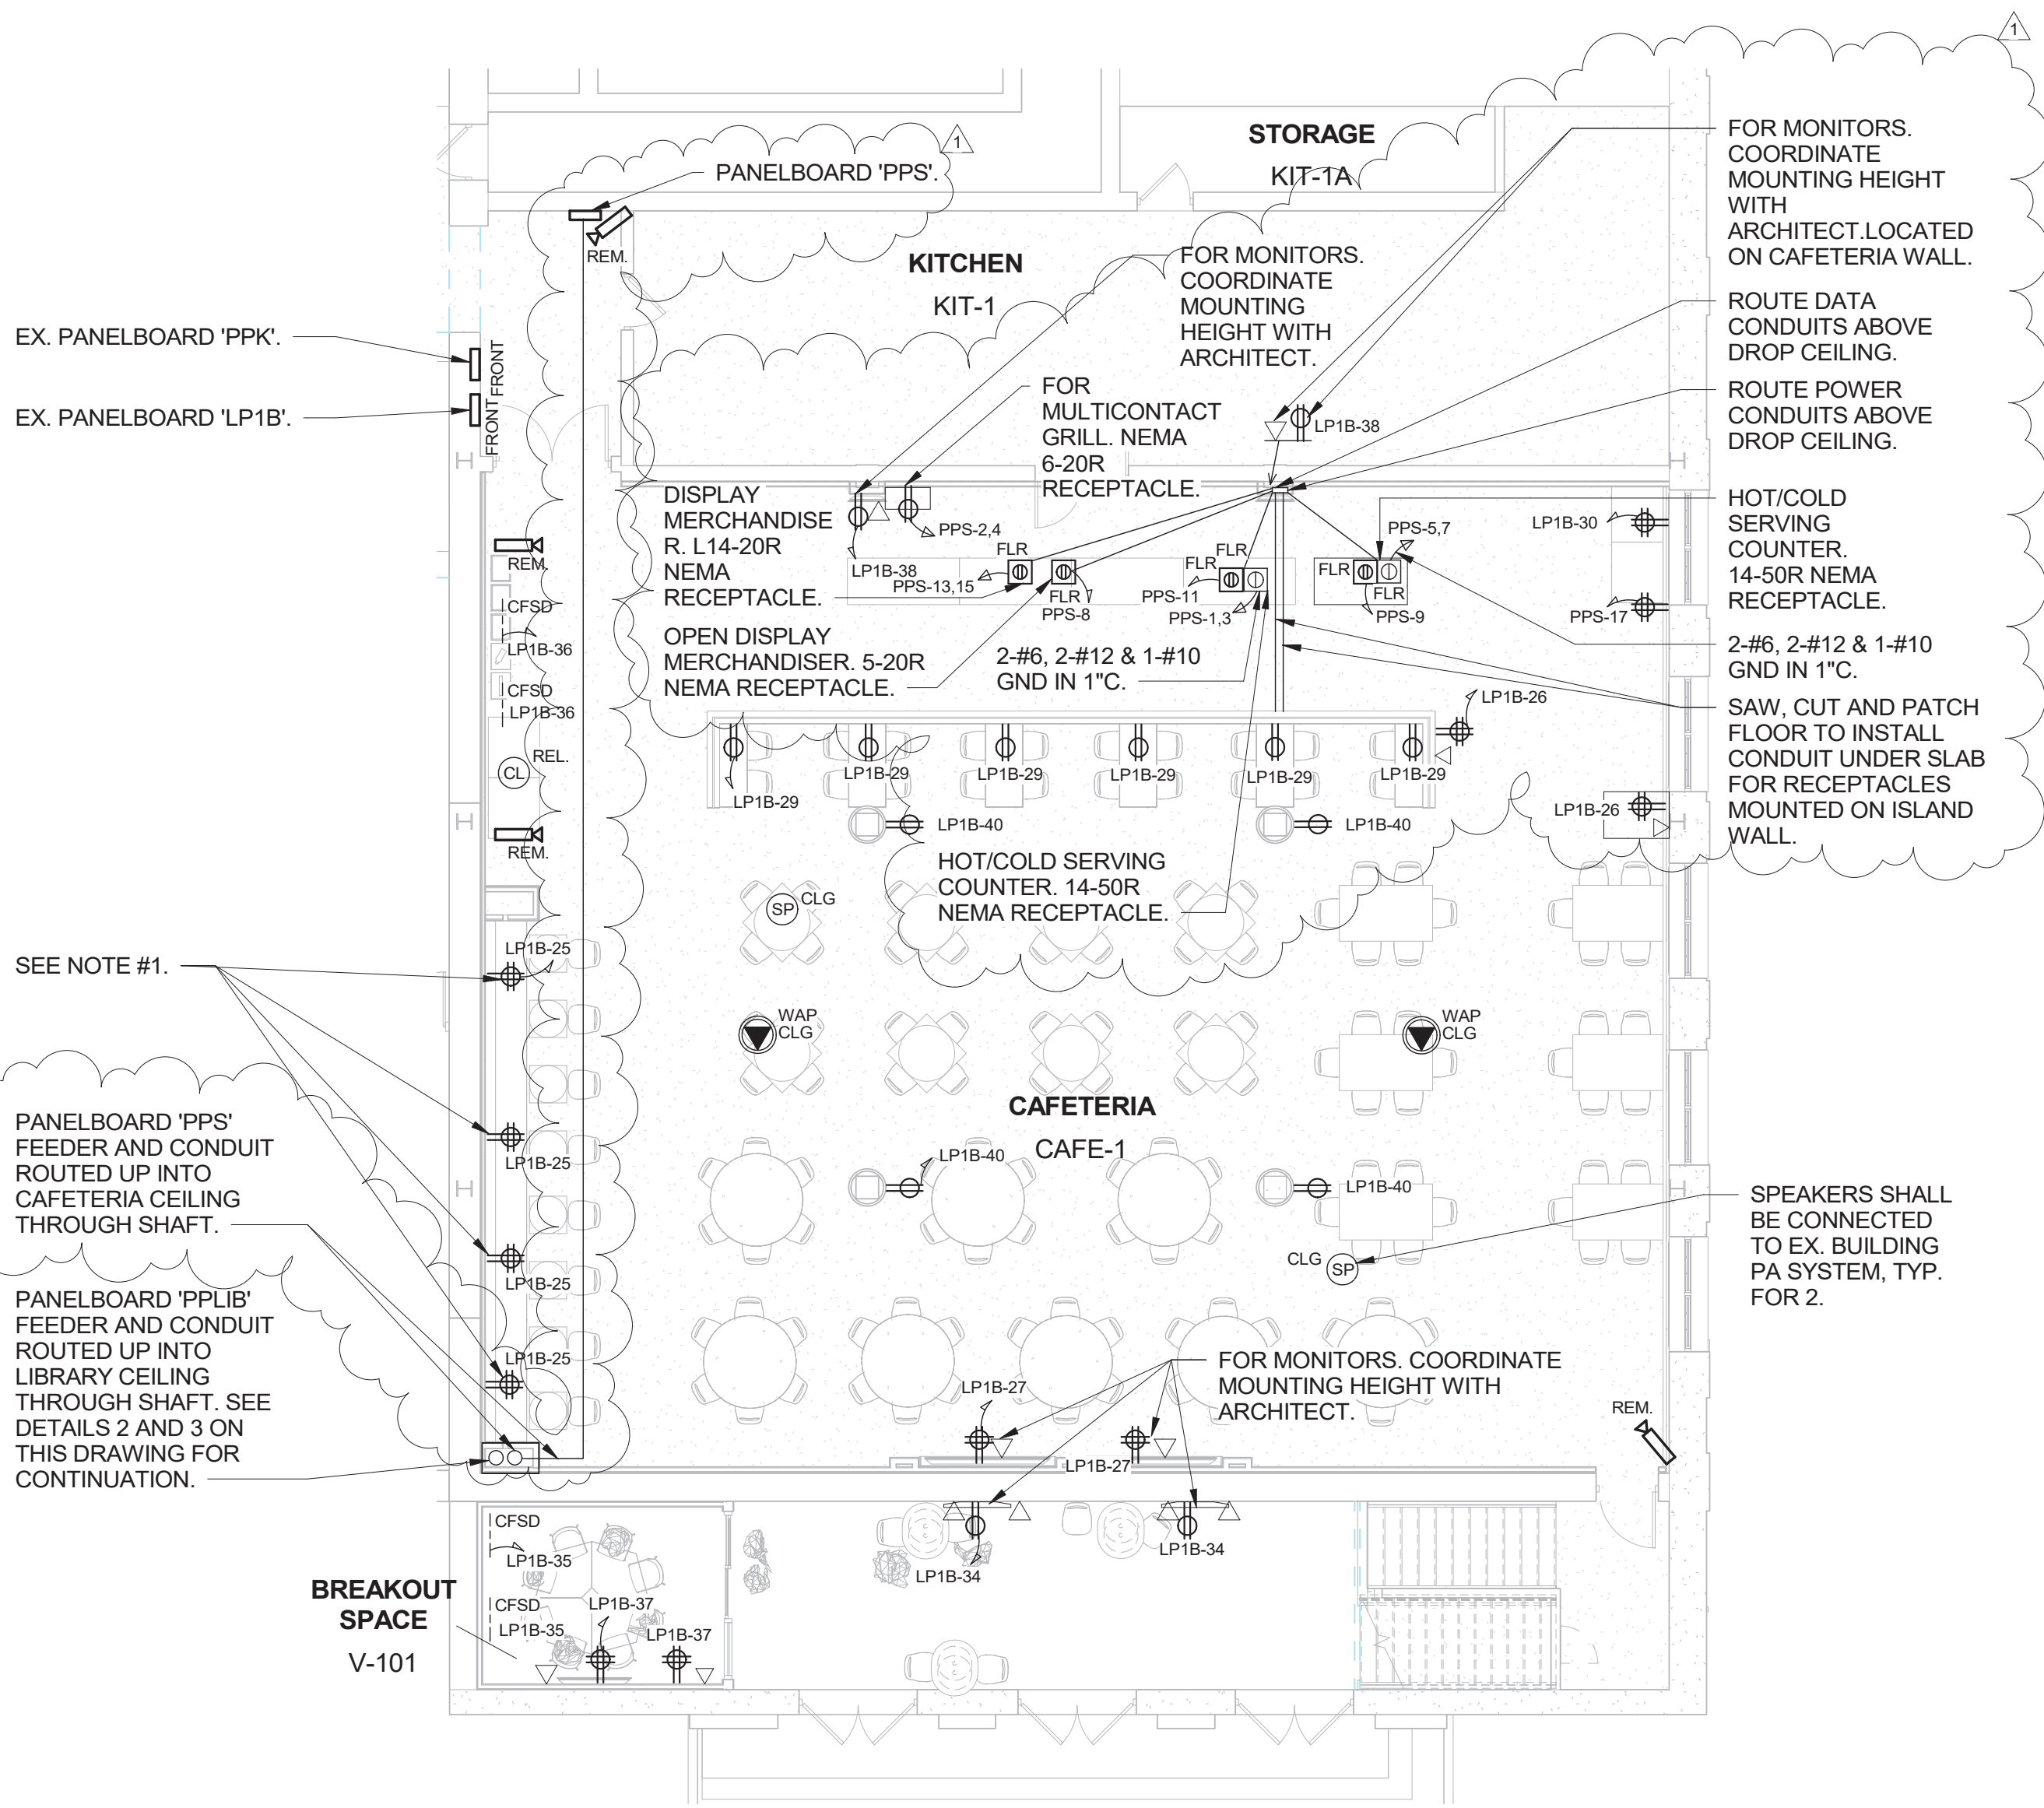 1
1
PANELBOARD 'PPS'.
REM.
STORAGE
KIT-1A
FOR MONITORS.
COORDINATE
MOUNTING HEIGHT
WITH
ARCHITECT.LOCATED
ON CAFETERIA WALL.
KITCHEN
KIT-1
FOR MONITORS.
COORDINATE
MOUNTING
HEIGHT WITH
ARCHITECT.
ROUTE DATA
CONDUITS ABOVE
DROP CEILING.
EX. PANELBOARD 'PPK'.
FRONT
EX. PANELBOARD 'LP1B'.
FRONT
FOR
MULTICONTACT
GRILL. NEMA
6-20R
RECEPTACLE.
LP1B-38
ROUTE POWER
CONDUITS ABOVE
DROP CEILING.
DISPLAY
MERCHANDISE
R. L14-20R
NEMA
RECEPTACLE.
PPS-2,4
LP1B-38
FLR
PPS-13,15
FLR
PPS-8
FLR
FLR
PPS-11
PPS-1,3
FLR
PPS-5,7
FLR
PPS-9
LP1B-30
PPS-17
HOT/COLD
SERVING
COUNTER.
14-50R NEMA
RECEPTACLE.
REM.
CFSD
LP1B-36
CFSD
LP1B-36
REL.
CL
REM.
OPEN DISPLAY
MERCHANDISER. 5-20R
NEMA RECEPTACLE.
2-#6, 2-#12 & 1-#10
GND IN 1"C.
2-#6, 2-#12 & 1-#10
GND IN 1"C.
SAW, CUT AND PATCH
FLOOR TO INSTALL
CONDUIT UNDER SLAB
FOR RECEPTACLES
MOUNTED ON ISLAND
WALL.
LP1B-26
LP1B-29
LP1B-29
LP1B-29
LP1B-29
LP1B-29
LP1B-29
LP1B-26
LP1B-40
LP1B-40
HOT/COLD SERVING
COUNTER. 14-50R
NEMA RECEPTACLE.
SP
CLG
SEE NOTE #1.
LP1B-25
WAP
CLG
WAP
CLG
CAFETERIA
CAFE-1
PANELBOARD 'PPS'
FEEDER AND CONDUIT
ROUTED UP INTO
CAFETERIA CEILING
THROUGH SHAFT.
LP1B-25
LP1B-40
LP1B-40
SPEAKERS SHALL
BE CONNECTED
TO EX. BUILDING
PA SYSTEM, TYP.
FOR 2.
CLG
SP
LP1B-25
PANELBOARD 'PPLIB'
FEEDER AND CONDUIT
ROUTED UP INTO
LIBRARY CEILING
THROUGH SHAFT. SEE
DETAILS 2 AND 3 ON
THIS DRAWING FOR
CONTINUATION.
LP1B-25
LP1B-27
LP1B-27
FOR MONITORS. COORDINATE
MOUNTING HEIGHT WITH
ARCHITECT.
REM.
CFSD
LP1B-35
CFSD
LP1B-35
LP1B-37
LP1B-37
LP1B-34
LP1B-34
BREAKOUT
SPACE
V-101